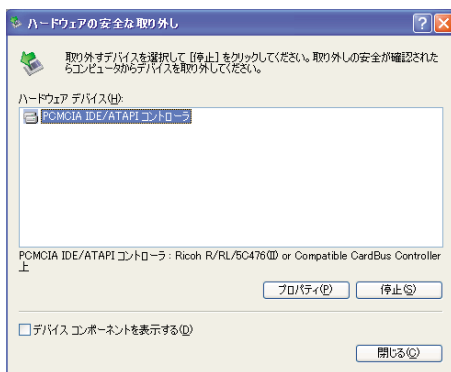 ハードウェアの安全な取り外し
取り外すデバイスを選択して [停止] をクリックしてください。取り外しの安全が確認された
らコンピュータからデバイスを取り外してください。
ハードウェア デバイス(H):
PCMCIA IDE/ATAPI コントローラ
PCMCIA IDE/ATAPI コントローラ : Ricoh R/RL/5C476(II) or Compatible CardBus Controller
上
プロパティ(P)
停止(S)
デバイス コンポーネントを表示する(D)
閉じる(C)